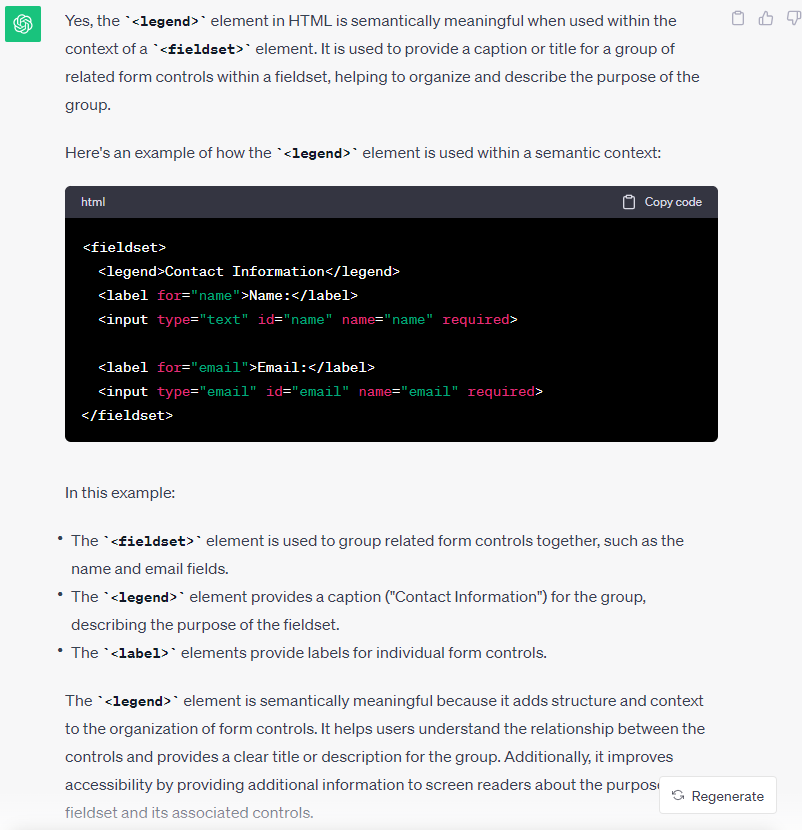 Yes, the `<legend>` element in HTML is semantically meaningful when used within the
context of a `<fieldset>` element. It is used to provide a caption or title for a group of
related form controls within a fieldset, helping to organize and describe the purpose of the
group.
Here's an example of how the `<legend>` element is used within a semantic context:
html
Copy code
<fieldset>
  <legend>Contact Information</legend>
  <label for="name">Name:</label>
  <input type="text" id="name" name="name" required>
  <label for="email">Email:</label>
  <input type="email" id="email" name="email" required>
</fieldset>
In this example:
• The `<fieldset>` element is used to group related form controls together, such as the
name and email fields.
• The `<legend>` element provides a caption ("Contact Information") for the group,
describing the purpose of the fieldset.
• The `<label>` elements provide labels for individual form controls.
The `<legend>` element is semantically meaningful because it adds structure and context
to the organization of form controls. It helps users understand the relationship between the
controls and provides a clear title or description for the group. Additionally, it improves
accessibility by providing additional information to screen readers about the purpose
Regenerate
fieldset and its associated controls.